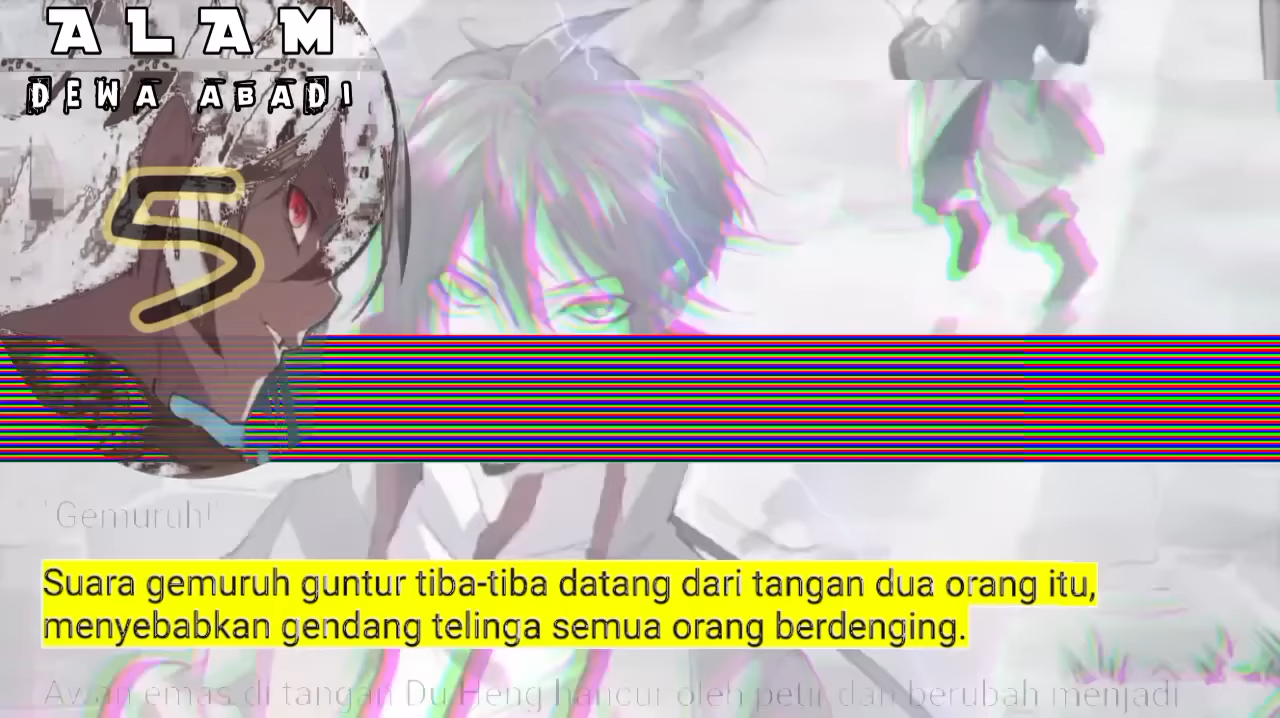 ALAM
DEWA ABADI
5
"Gemuruh!"
Suara gemuruh guntur tiba-tiba datang dari tangan dua orang itu,
menyebabkan gendang telinga semua orang berdenging.
Awan emas di tangan Du Heng hancur oleh petir dan berubah menjadi